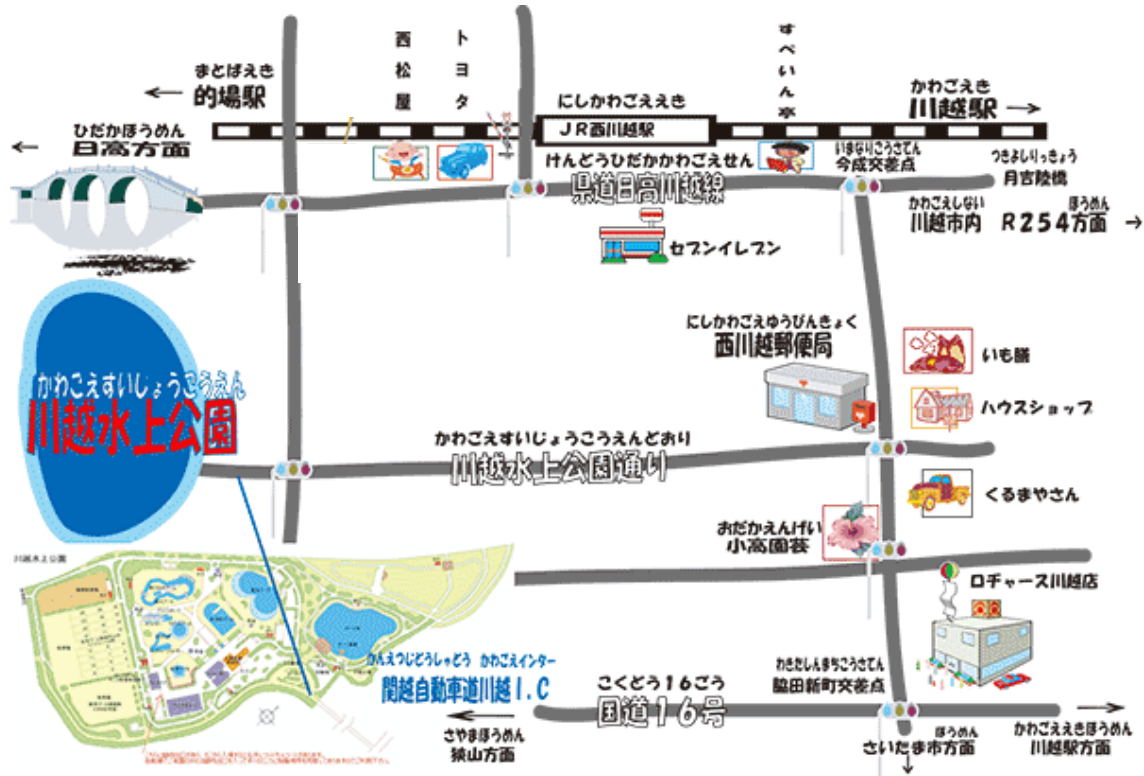 西松屋
トヨタ
すぺいん亭
まとばえき
的場駅
かわごええき
川越駅
にしかわごええき
JR西川越駅
ひだかほうめん
日高方面
けんどうひだかかわごえせん
県道日高川越線
いまなりこうさてん
今成交差点
つきよしりっきょう
月吉陸橋
かわごえしない ほうめん
川越市内 R254方面
セブンイレブン
にしかわごえゆうびんきょく
西川越郵便局
いも膳
ハウスショップ
かわごえすいじょうこうえん
川越水上公園
かわごえすいじょうこうえんどおり
川越水上公園通り
くるまやさん
おだかえんげい
小高園芸
川越水上公園
ロヂャース川越店
かんえつじどうしゃどう かわごえインター
関越自動車道川越I.C
わきたしんまちこうさてん
脇田新町交差点
こくどう16ごう
国道16号
さやまほうめん
狭山方面
ほうめん
さいたま市方面
かわごええきほうめん
川越駅方面